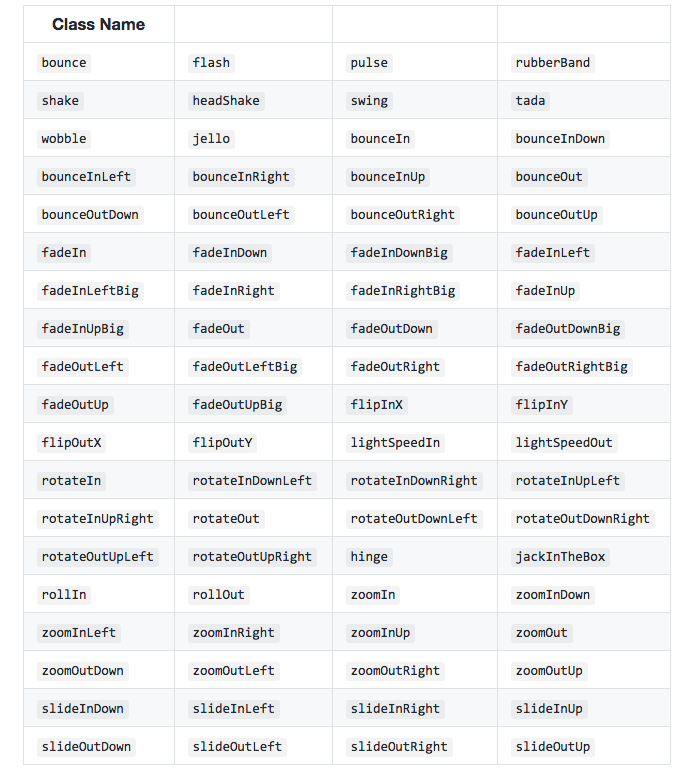 Class Name
bounce flash pulse rubberBand
shake headShake swing tada
wobble jello bounceIn bounceInDown
bounceInLeft bounceInRight bounceInUp bounceOut
bounceOutDown bounceOutLeft bounceOutRight bounceOutUp
fadeIn fadeInDown fadeInDownBig fadeInLeft
fadeInLeftBig fadeInRight fadeInRightBig fadeInUp
fadeInUpBig fadeOut fadeOutDown fadeOutDownBig
fadeOutLeft fadeOutLeftBig fadeOutRight fadeOutRightBig
fadeOutUp fadeOutUpBig flipInX flipInY
flipOutX flipOutY lightSpeedIn lightSpeedOut
rotateIn rotateInDownLeft rotateInDownRight rotateInUpLeft
rotateInUpRight rotateOut rotateOutDownLeft rotateOutDownRight
rotateOutUpLeft rotateOutUpRight hinge jackInTheBox
rollIn rollOut zoomIn zoomInDown
zoomInLeft zoomInRight zoomInUp zoomOut
zoomOutDown zoomOutLeft zoomOutRight zoomOutUp
slideInDown slideInLeft slideInRight slideInUp
slideOutDown slideOutLeft slideOutRight slideOutUp